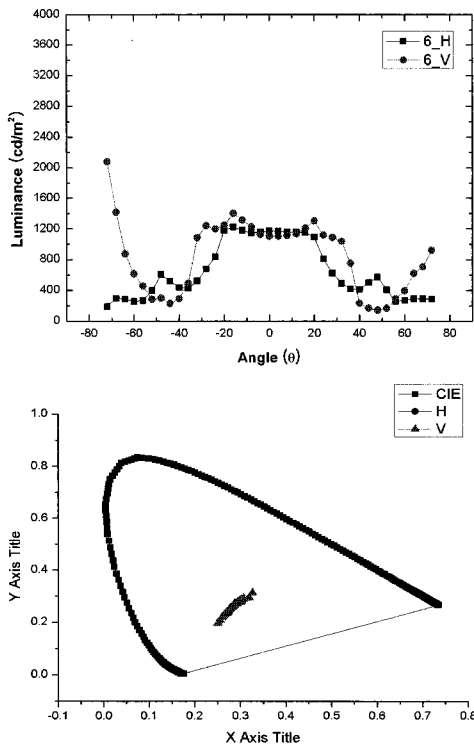 4000
3600
3200
2800
2400
2000
1600
1200
800
400
0
Luminance (cd/m²)
6_H
6_V
-80 -60 -40 -20 0 20 40 60 80
Angle (θ)
CIE
H
V
1.0
0.8
0.6
0.4
0.2
0.0
Y Axis Title
-0.1 0.0 0.1 0.2 0.3 0.4 0.5 0.6 0.7 0.8
X Axis Title